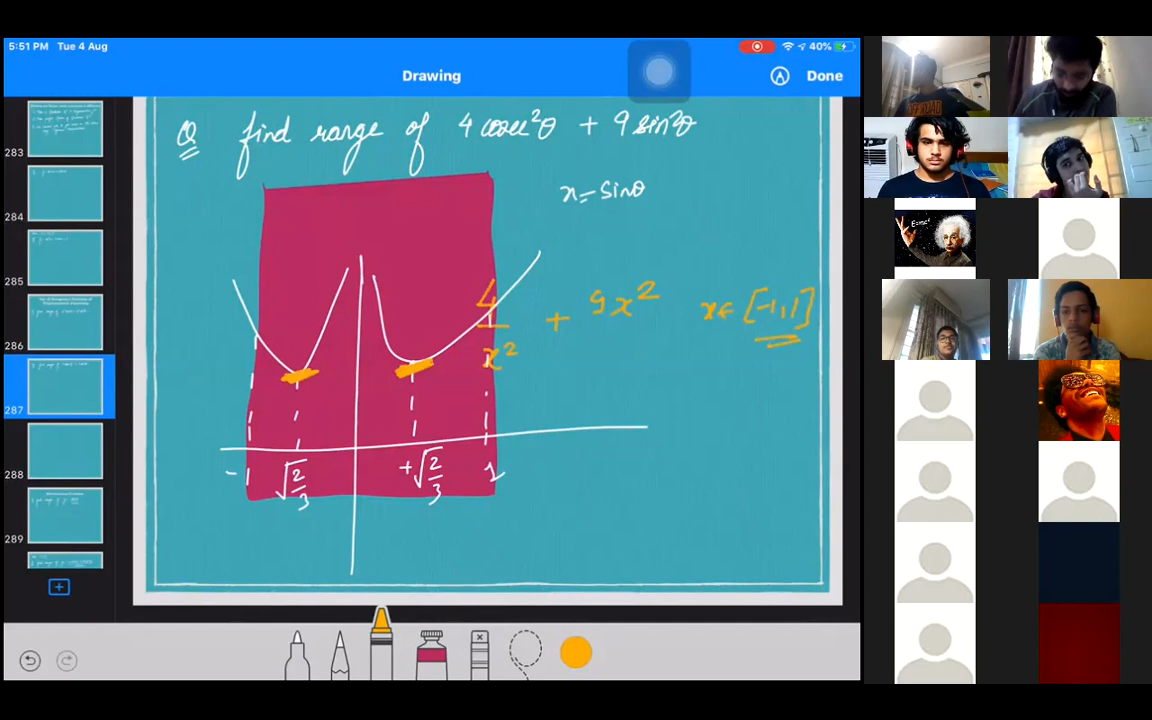 5:51 PM Tue 4 Aug
40%
Drawing
Done
Q find range of 4 cosec²θ + 9 sin²θ
x = sinθ
4/x² + 9x² x ∈ [-1,1]
-1 √(2/3) +√(2/3) 1
283
284
285
286
287
288
289
E=mc²